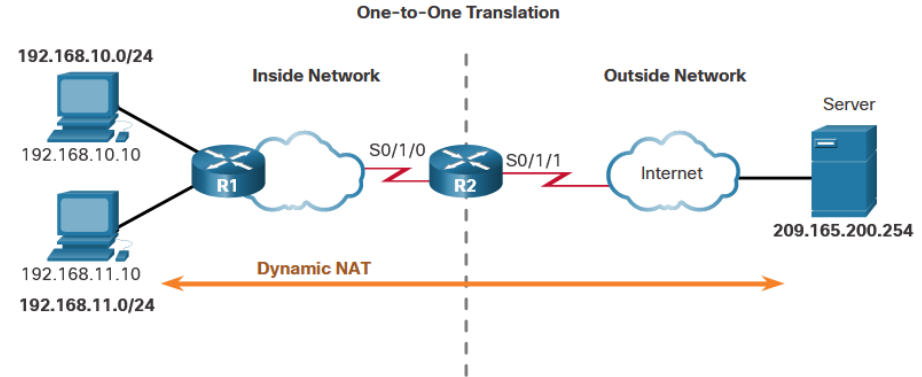 One-to-One Translation
192.168.10.0/24
Inside Network
Outside Network
Server
192.168.10.10
S0/1/0
S0/1/1
R1
R2
Internet
209.165.200.254
192.168.11.10
Dynamic NAT
192.168.11.0/24